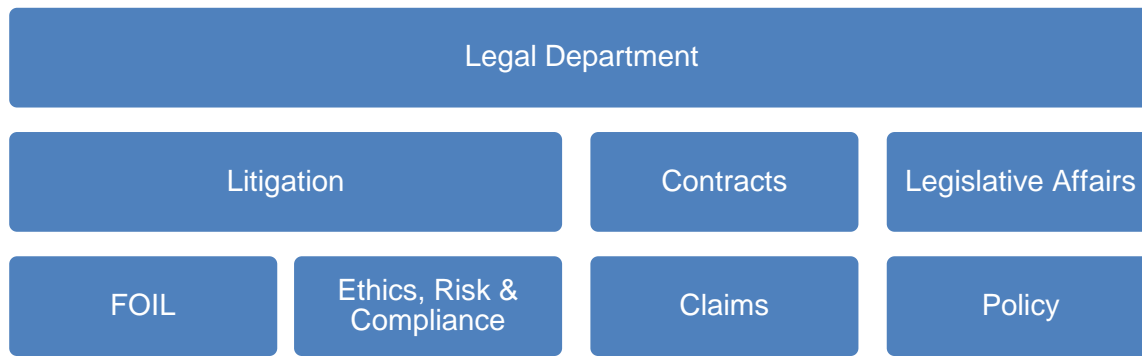 Legal Department
Litigation
Contracts
Legislative Affairs
FOIL
Ethics, Risk &
Compliance
Claims
Policy